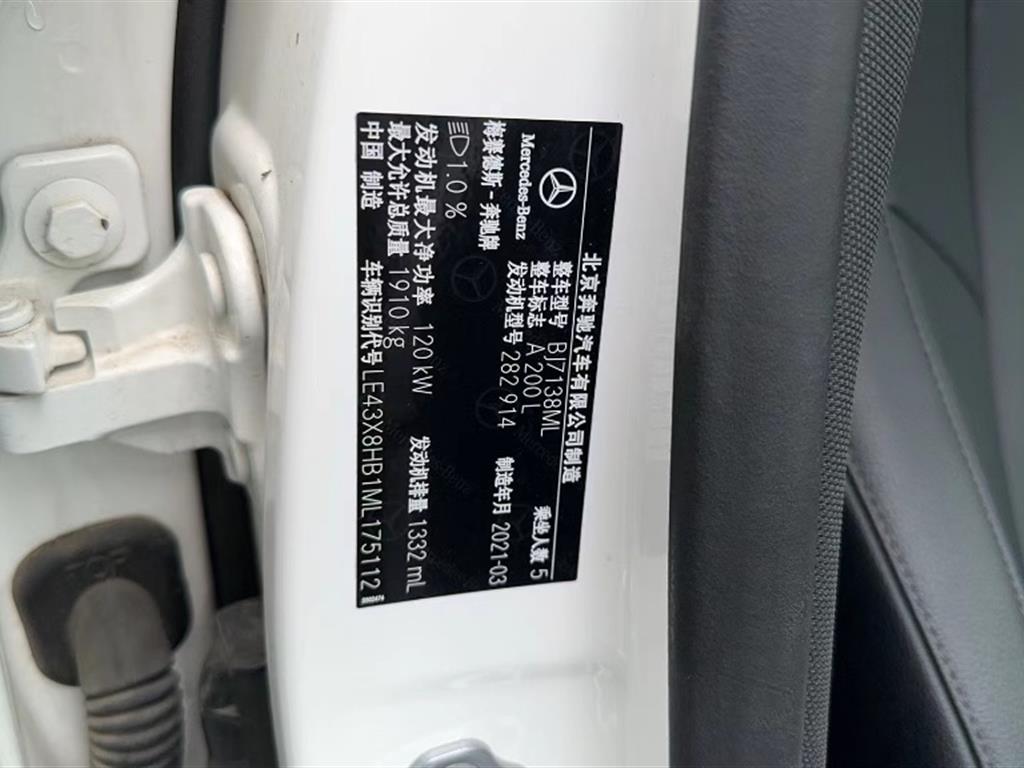 北京奔驰汽车有限公司制造
Mercedes-Benz
梅赛德斯-奔驰牌
整车型号 BJ7138ML
乘坐人数 5
整车标志 A 200 L
发动机型号 282 914
制造年月 2021-03
1.0 %
发动机最大净功率 120 kW
发动机排量 1332 mL
最大允许总质量 1910 kg
中国 制造
车辆识别代号 LE43X8HB1ML175112
TOP